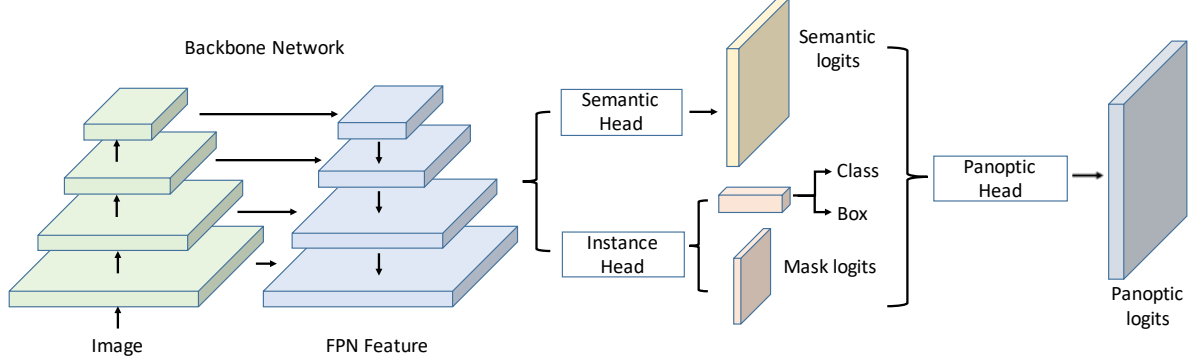 Backbone Network
Image
FPN Feature
Semantic
Head
Instance
Head
Semantic
logits
Class
Box
Mask logits
Panoptic
Head
Panoptic
logits